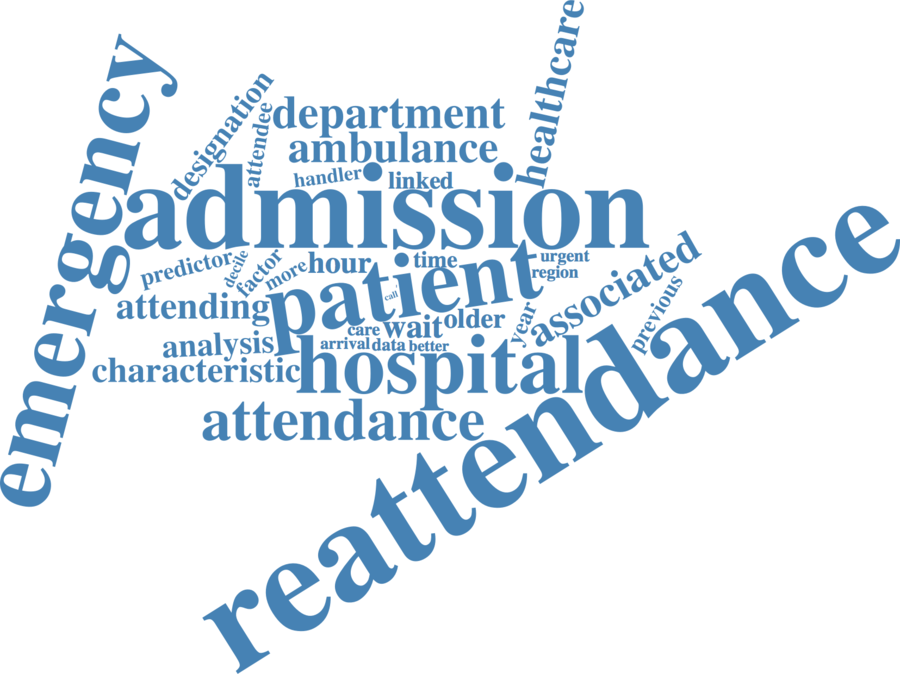 emergency
designation
attendee
department
healthcare
ambulance
handler
linked
admission
predictor
decile
factor
more
hour
time
urgent
region
patient
call
attending
associated
previous
year
care
wait
older
analysis
arrival
data
better
characteristic
hospital
attendance
reattendance